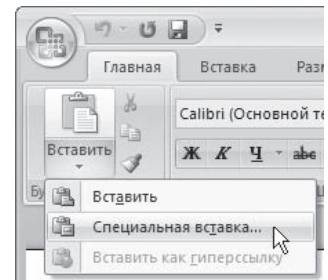 Главная Вставка Разм
Calibri (Основной те
Вставить Ж К Ч abe
Бу
Вставить
Специальная вставка...
Вставить как гиперссылку